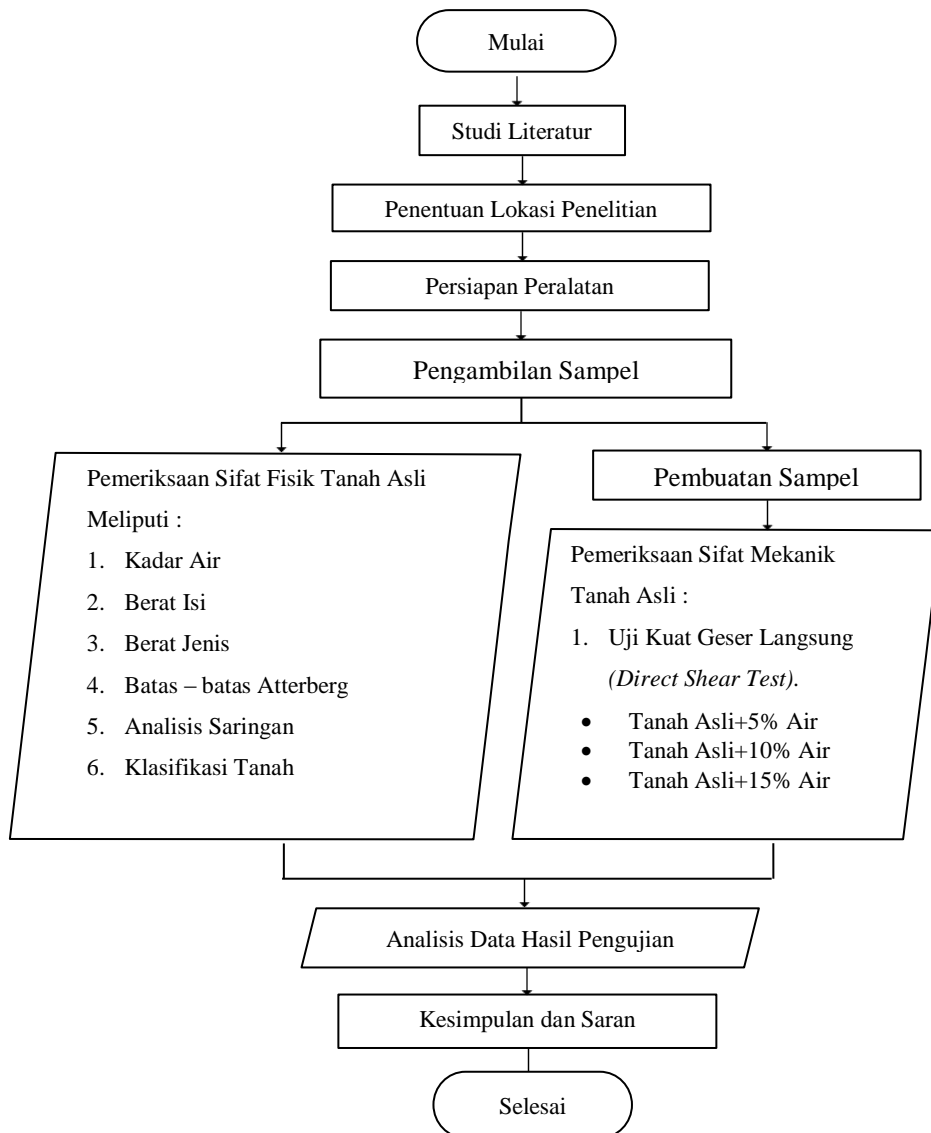 Mulai
Studi Literatur
Penentuan Lokasi Penelitian
Persiapan Peralatan
Pengambilan Sampel
Pemeriksaan Sifat Fisik Tanah Asli
Meliputi :
1. Kadar Air
2. Berat Isi
3. Berat Jenis
4. Batas – batas Atterberg
5. Analisis Saringan
6. Klasifikasi Tanah
Pembuatan Sampel
Pemeriksaan Sifat Mekanik
Tanah Asli :
1. Uji Kuat Geser Langsung
(Direct Shear Test).
• Tanah Asli+5% Air
• Tanah Asli+10% Air
• Tanah Asli+15% Air
Analisis Data Hasil Pengujian
Kesimpulan dan Saran
Selesai